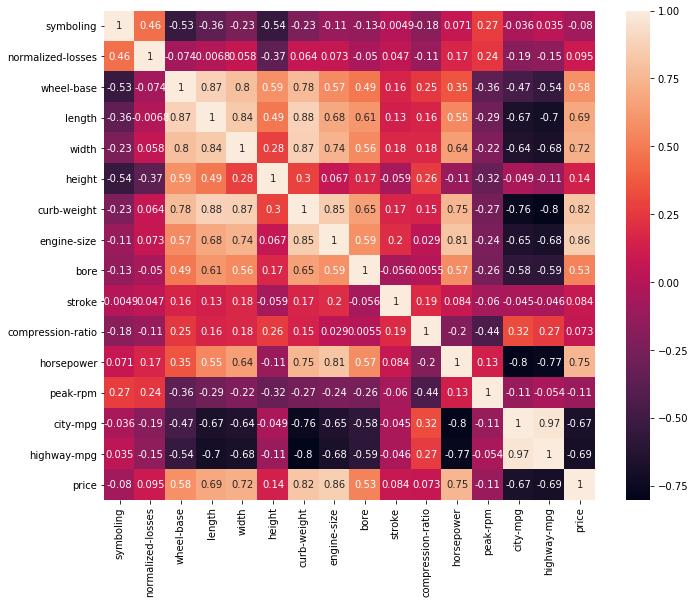 symboling 1 0.46 -0.53 -0.36 -0.23 -0.54 -0.23 -0.11 -0.13 -0.0049 -0.18 0.071 0.27 -0.036 0.035 -0.08
normalized-losses 0.46 1 -0.074 0.0068 0.058 -0.37 0.064 0.073 -0.05 0.047 -0.11 0.17 0.24 -0.19 -0.15 0.095
wheel-base -0.53 -0.074 1 0.87 0.8 0.59 0.78 0.57 0.49 0.16 0.25 0.35 -0.36 -0.47 -0.54 0.58
length -0.36 -0.0068 0.87 1 0.84 0.49 0.88 0.68 0.61 0.13 0.16 0.55 -0.29 -0.67 -0.7 0.69
width -0.23 0.058 0.8 0.84 1 0.28 0.87 0.74 0.56 0.18 0.18 0.64 -0.22 -0.64 -0.68 0.72
height -0.54 -0.37 0.59 0.49 0.28 1 0.3 0.067 0.17 -0.059 0.26 -0.11 -0.32 -0.049 -0.11 0.14
curb-weight -0.23 0.064 0.78 0.88 0.87 0.3 1 0.85 0.65 0.17 0.15 0.75 -0.27 -0.76 -0.8 0.82
engine-size -0.11 0.073 0.57 0.68 0.74 0.067 0.85 1 0.59 0.2 0.029 0.81 -0.24 -0.65 -0.68 0.86
bore -0.13 -0.05 0.49 0.61 0.56 0.17 0.65 0.59 1 -0.056 0.0055 0.57 -0.26 -0.58 -0.59 0.53
stroke -0.0049 0.047 0.16 0.13 0.18 -0.059 0.17 0.2 -0.056 1 0.19 0.084 -0.06 -0.045 -0.046 0.084
compression-ratio -0.18 -0.11 0.25 0.16 0.18 0.26 0.15 0.029 0.0055 0.19 1 -0.2 -0.44 0.32 0.27 0.073
horsepower 0.071 0.17 0.35 0.55 0.64 -0.11 0.75 0.81 0.57 0.084 -0.2 1 0.13 -0.8 -0.77 0.75
peak-rpm 0.27 0.24 -0.36 -0.29 -0.22 -0.32 -0.27 -0.24 -0.26 -0.06 -0.44 0.13 1 -0.11 -0.054 -0.11
city-mpg -0.036 -0.19 -0.47 -0.67 -0.64 -0.049 -0.76 -0.65 -0.58 -0.045 0.32 -0.8 -0.11 1 0.97 -0.67
highway-mpg 0.035 -0.15 -0.54 -0.7 -0.68 -0.11 -0.8 -0.68 -0.59 -0.046 0.27 -0.77 -0.054 0.97 1 -0.69
price -0.08 0.095 0.58 0.69 0.72 0.14 0.82 0.86 0.53 0.084 0.073 0.75 -0.11 -0.67 -0.69 1
symboling
normalized-losses
wheel-base
length
width
height
curb-weight
engine-size
bore
stroke
compression-ratio
horsepower
peak-rpm
city-mpg
highway-mpg
price
1.00
0.75
0.50
0.25
0.00
-0.25
-0.50
-0.75